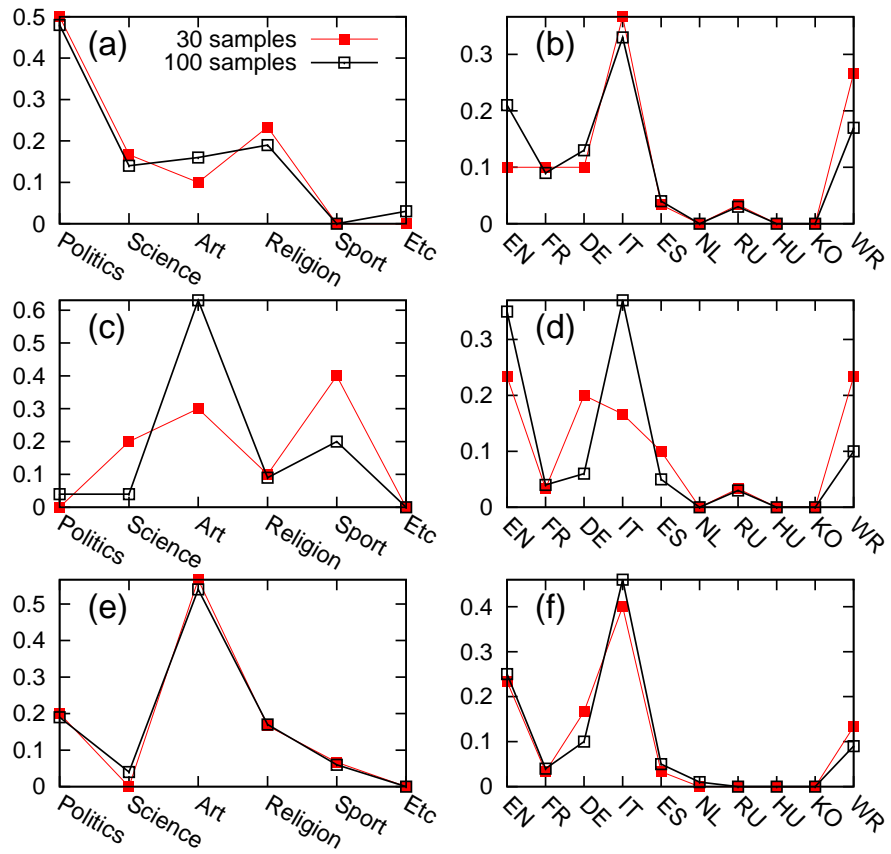 (a)
30 samples
100 samples
0.5
0.4
0.3
0.2
0.1
0
Politics
Science
Art
Religion
Sport
Etc
(b)
0.3
0.2
0.1
0
EN
FR
DE
IT
ES
NL
RU
HU
KO
WR
(c)
0.6
0.5
0.4
0.3
0.2
0.1
0
Politics
Science
Art
Religion
Sport
Etc
(d)
0.3
0.2
0.1
0
EN
FR
DE
IT
ES
NL
RU
HU
KO
WR
(e)
0.5
0.4
0.3
0.2
0.1
0
Politics
Science
Art
Religion
Sport
Etc
(f)
0.4
0.3
0.2
0.1
0
EN
FR
DE
IT
ES
NL
RU
HU
KO
WR